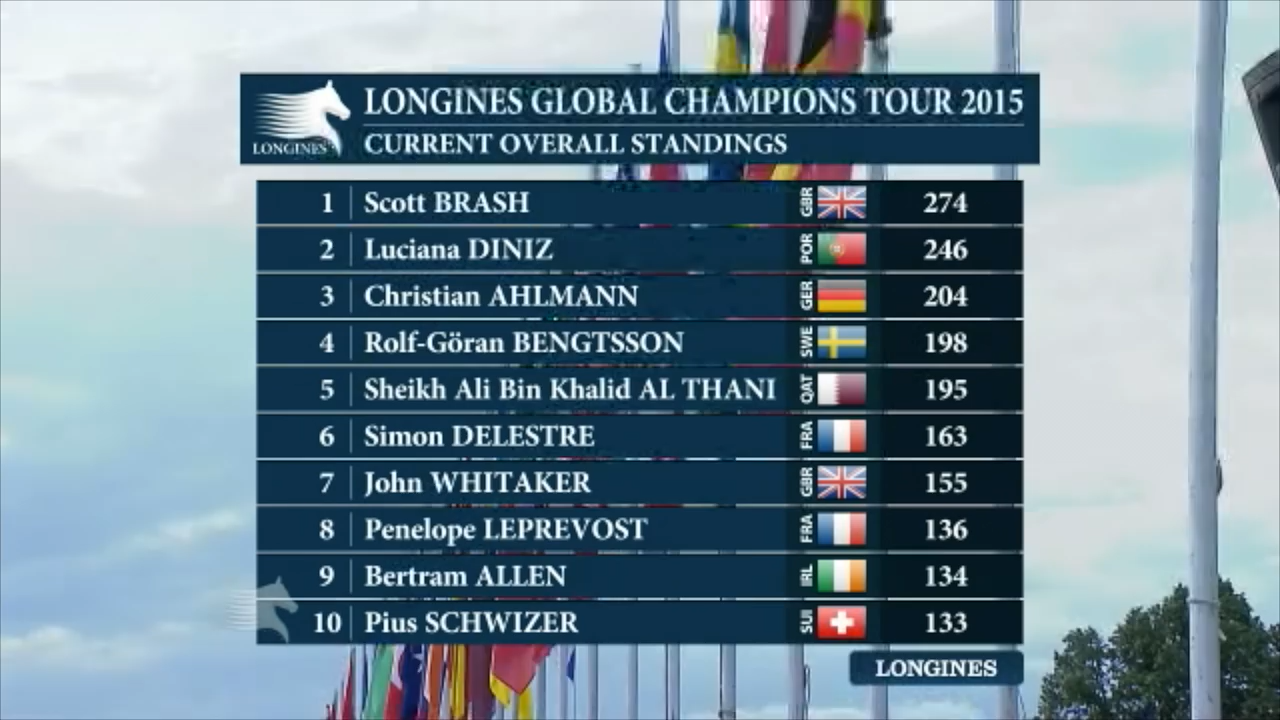 LONGINES GLOBAL CHAMPIONS TOUR 2015
LONGINES
CURRENT OVERALL STANDINGS
1 Scott BRASH GBR 274
2 Luciana DINIZ POR 246
3 Christian AHLMANN GER 204
4 Rolf-Göran BENGTSSON SWE 198
5 Sheikh Ali Bin Khalid AL THANI QAT 195
6 Simon DELESTRE FRA 163
7 John WHITAKER GBR 155
8 Penelope LEPREVOST FRA 136
9 Bertram ALLEN IRL 134
10 Pius SCHWIZER SUI 133
LONGINES